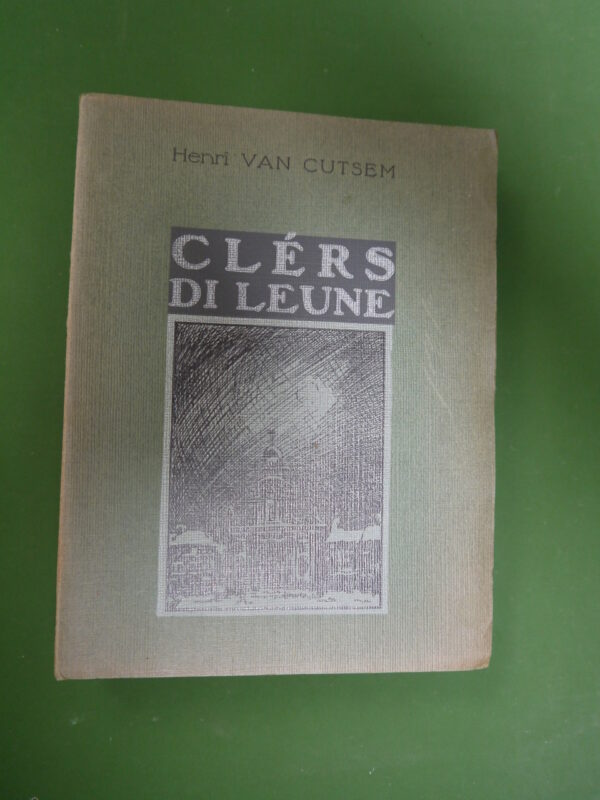 Henri VAN CUTSEM
CLÉRS
DI LEUNE